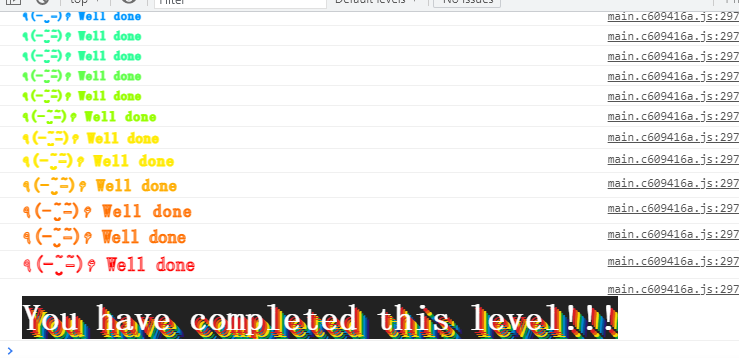 top
Filter
Default levels
No Issues
٩(-̮̮̃-̃)۶ Well done main.c609416a.js:297
٩(-̮̮̃-̃)۶ Well done main.c609416a.js:297
٩(-̮̮̃-̃)۶ Well done main.c609416a.js:297
٩(-̮̮̃-̃)۶ Well done main.c609416a.js:297
٩(-̮̮̃-̃)۶ Well done main.c609416a.js:297
٩(-̮̮̃-̃)۶ Well done main.c609416a.js:297
٩(-̮̮̃-̃)۶ Well done main.c609416a.js:297
٩(-̮̮̃-̃)۶ Well done main.c609416a.js:297
٩(-̮̮̃-̃)۶ Well done main.c609416a.js:297
٩(-̮̮̃-̃)۶ Well done main.c609416a.js:297
٩(-̮̮̃-̃)۶ Well done main.c609416a.js:297
٩(-̮̮̃-̃)۶ Well done main.c609416a.js:297
main.c609416a.js:297
You have completed this level!!!
>